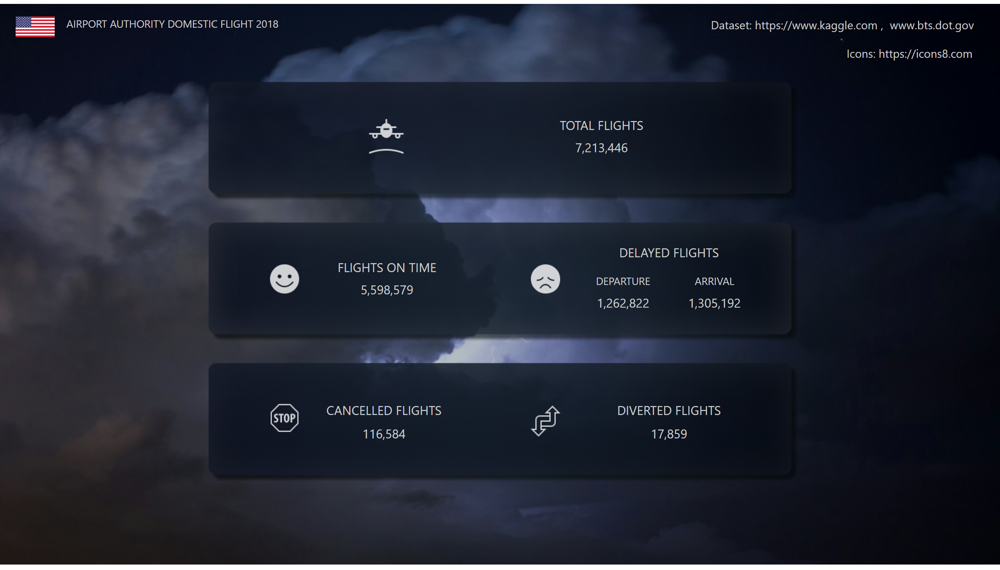 AIRPORT AUTHORITY DOMESTIC FLIGHT 2018
Dataset: https://www.kaggle.com , www.bts.dot.gov
Icons: https://icons8.com
TOTAL FLIGHTS
7,213,446
FLIGHTS ON TIME
5,598,579
DELAYED FLIGHTS
DEPARTURE ARRIVAL
1,262,822 1,305,192
STOP
CANCELLED FLIGHTS
116,584
DIVERTED FLIGHTS
17,859